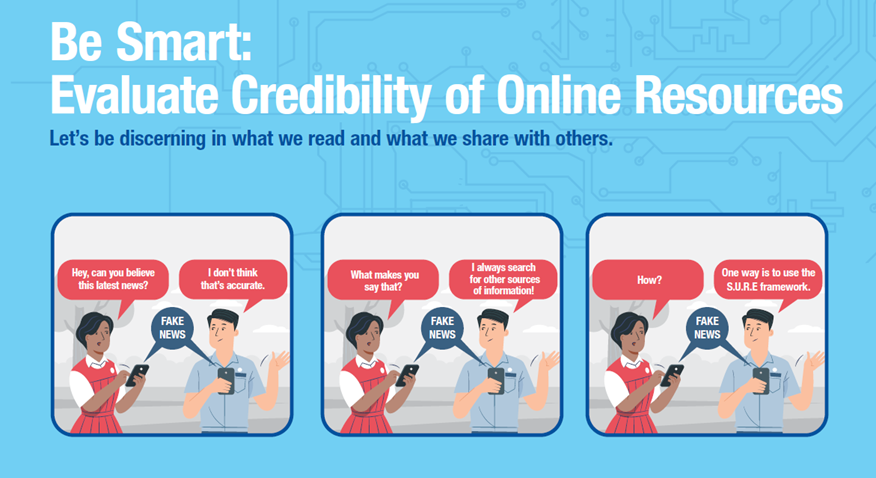 Be Smart:
Evaluate Credibility of Online Resources
Let's be discerning in what we read and what we share with others.
Hey, can you believe
this latest news?
I don't think
that's accurate.
FAKE
NEWS
What makes you
say that?
I always search
for other sources
of information!
FAKE
NEWS
How?
One way is to use the
S.U.R.E framework.
FAKE
NEWS